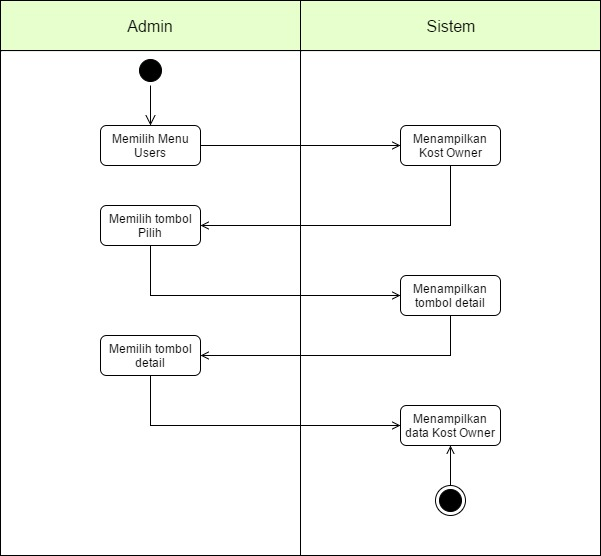 Admin
Sistem
Memilih Menu
Users
Menampilkan
Kost Owner
Memilih tombol
Pilih
Menampilkan
tombol detail
Memilih tombol
detail
Menampilkan
data Kost Owner